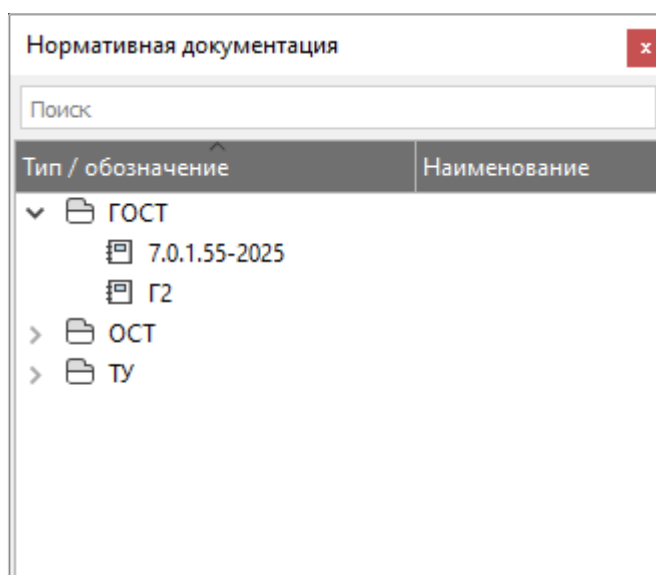 Нормативная документация
x
Поиск
Тип / обозначение Наименование
ГОСТ
7.0.1.55-2025
Г2
ОСТ
ТУ